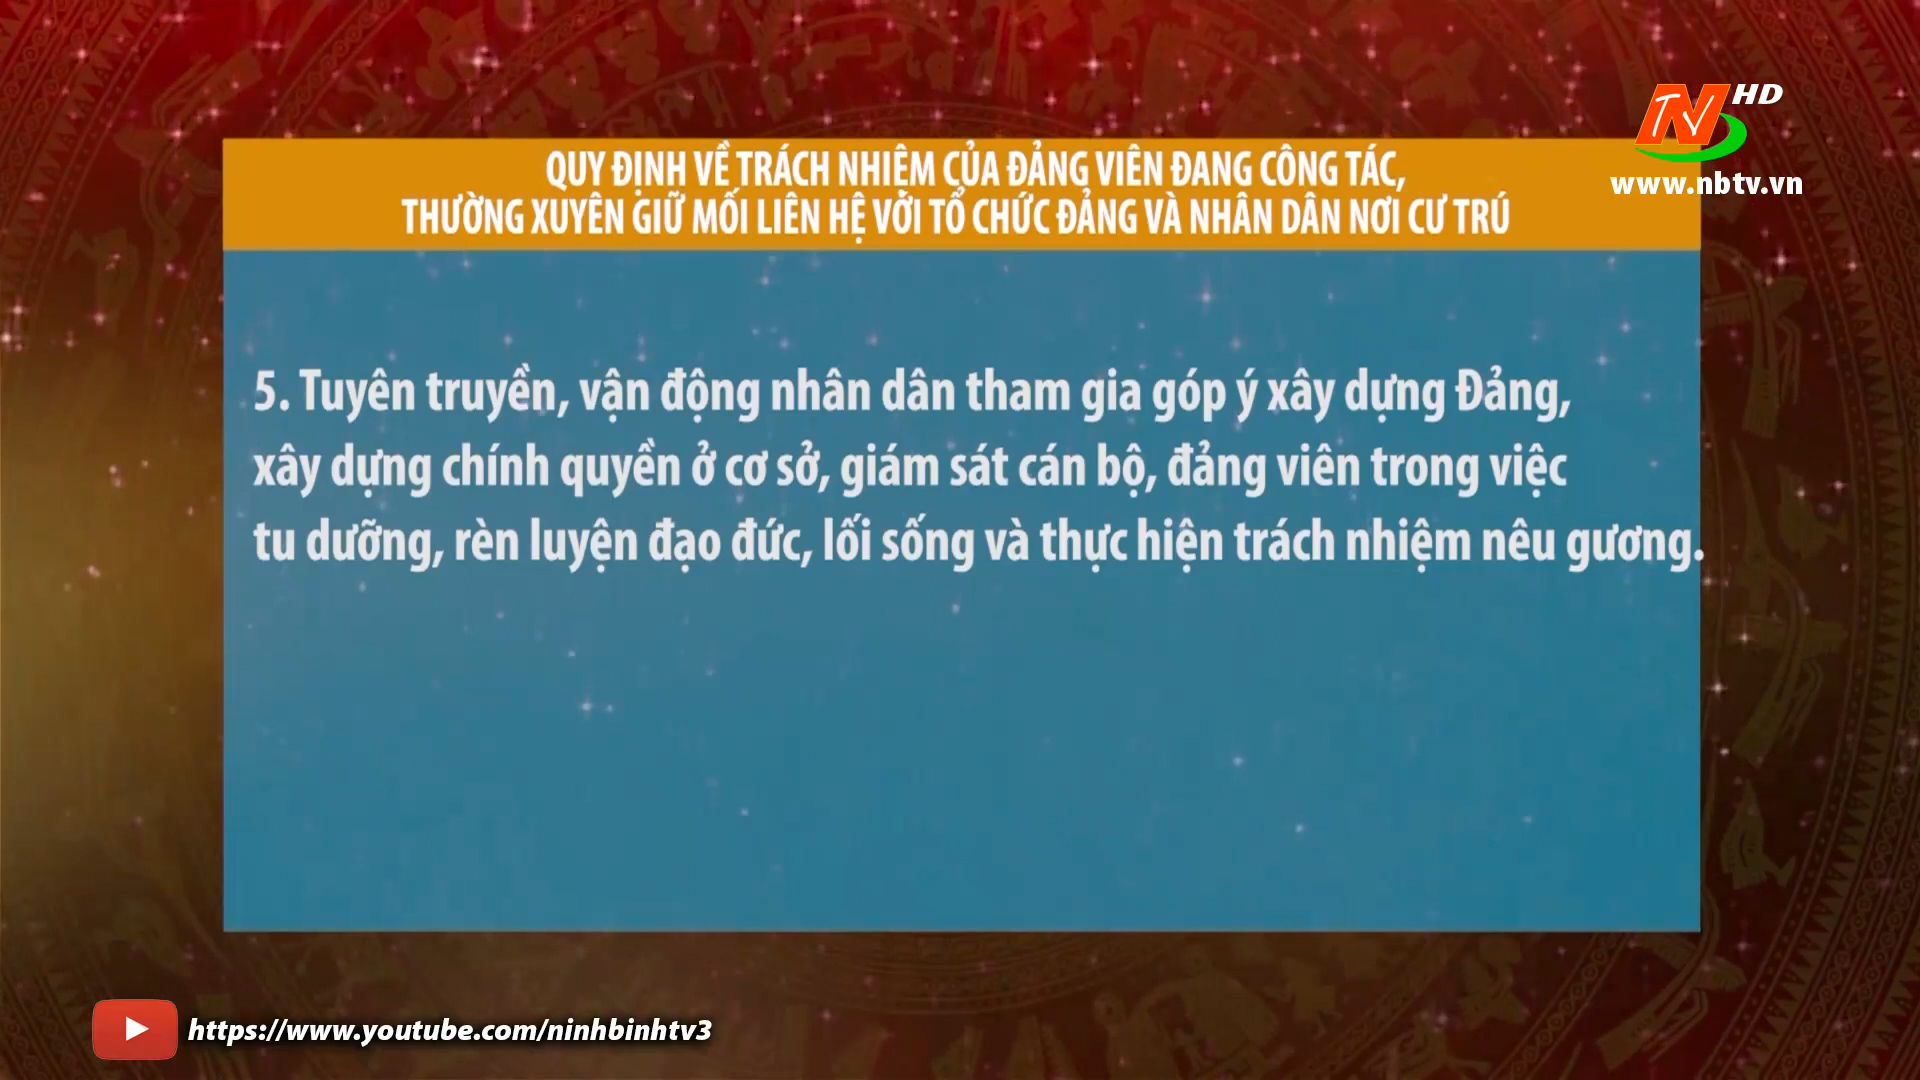 TV N HD
www.nbtv.vn
QUY ĐỊNH VỀ TRÁCH NHIỆM CỦA ĐẢNG VIÊN ĐANG CÔNG TÁC,
THƯỜNG XUYÊN GIỮ MỐI LIÊN HỆ VỚI TỔ CHỨC ĐẢNG VÀ NHÂN DÂN NƠI CƯ TRÚ
5. Tuyên truyền, vận động nhân dân tham gia góp ý xây dựng Đảng,
xây dựng chính quyền ở cơ sở, giám sát cán bộ, đảng viên trong việc
tu dưỡng, rèn luyện đạo đức, lối sống và thực hiện trách nhiệm nêu gương.
https://www.youtube.com/ninhbinhtv3